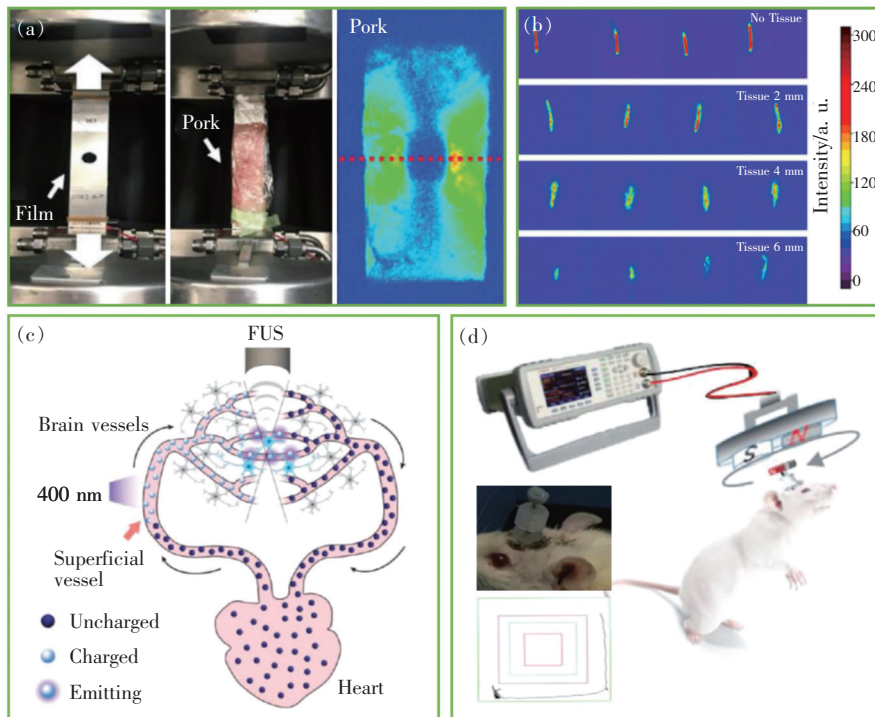 (a)
Film
Pork
Pork
(b)
No Tissue
Tissue 2 mm
Tissue 4 mm
Tissue 6 mm
Intensity/a. u.
300
240
180
120
60
0
(c)
FUS
Brain vessels
400 nm
Superficial
vessel
Uncharged
Charged
Emitting
Heart
(d)
S
N